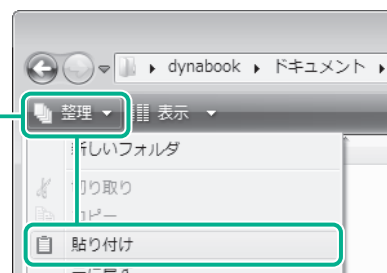 dynabook ▸ ドキュメント ▸
整理 ▼ 表示 ▼
新しいフォルダ
切り取り
コピー
貼り付け